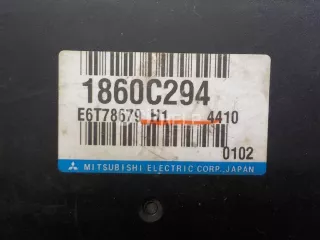 1860C294
E6T78679 H1 4410
0102
MITSUBISHI ELECTRIC CORP., JAPAN